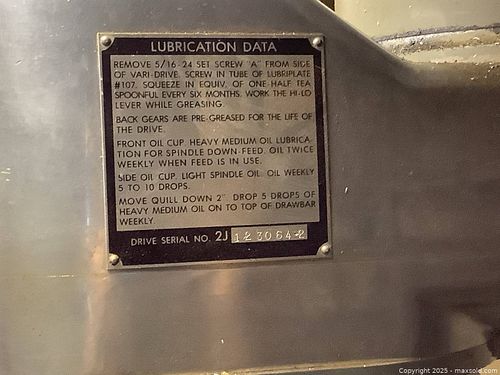 LUBRICATION DATA
REMOVE 5/16-24 SET SCREW "A" FROM SIDE
OF VARI-DRIVE. SCREW IN TUBE OF LUBRIPLATE
#107. SQUEEZE IN EQUIV. OF ONE-HALF TEA
SPOONFUL EVERY SIX MONTHS. WORK THE HI-LO
LEVER WHILE GREASING.
BACK GEARS ARE PRE-GREASED FOR THE LIFE OF
THE DRIVE.
FRONT OIL CUP. HEAVY MEDIUM OIL LUBRICA-
TION FOR SPINDLE DOWN-FEED. OIL TWICE
WEEKLY WHEN FEED IS IN USE.
SIDE OIL CUP. LIGHT SPINDLE OIL. OIL WEEKLY
5 TO 10 DROPS.
MOVE QUILL DOWN 2". DROP 5 DROPS OF
HEAVY MEDIUM OIL ON TO TOP OF DRAWBAR
WEEKLY.
DRIVE SERIAL NO. 2J 123064-2
Copyright 2025 - maxsold.com